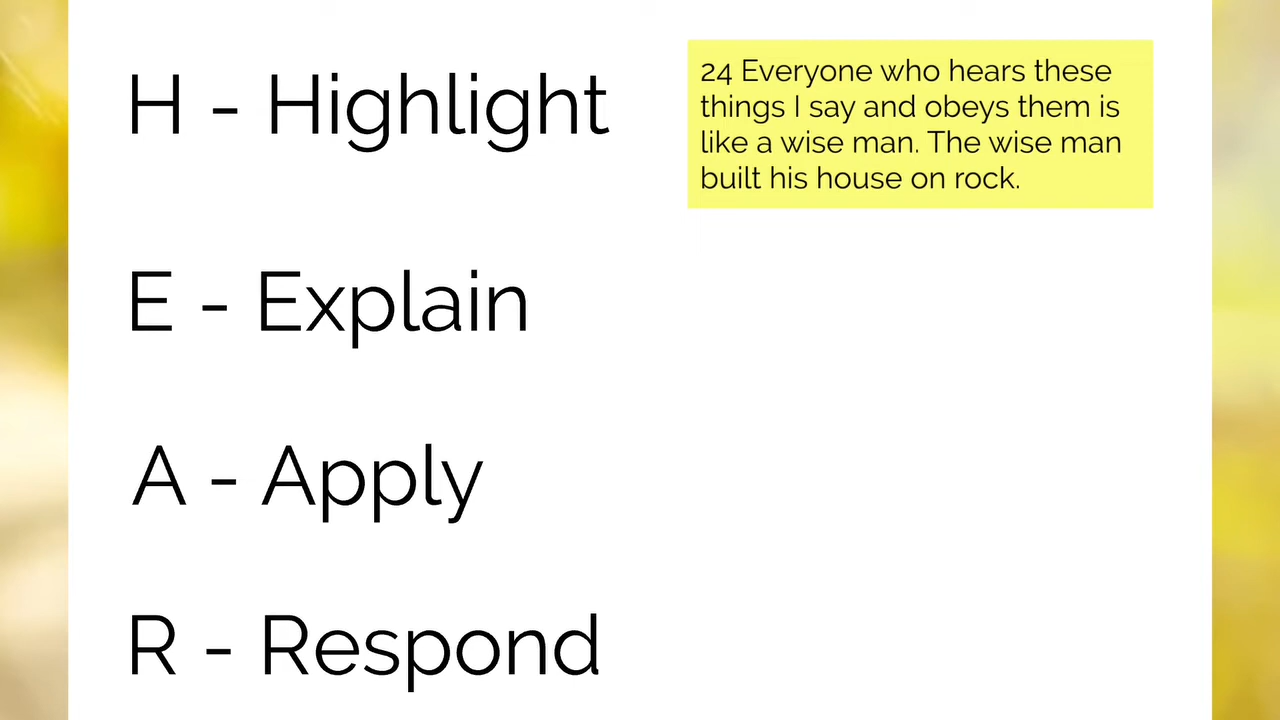 H - Highlight
24 Everyone who hears these
things I say and obeys them is
like a wise man. The wise man
built his house on rock.
E - Explain
A - Apply
R - Respond